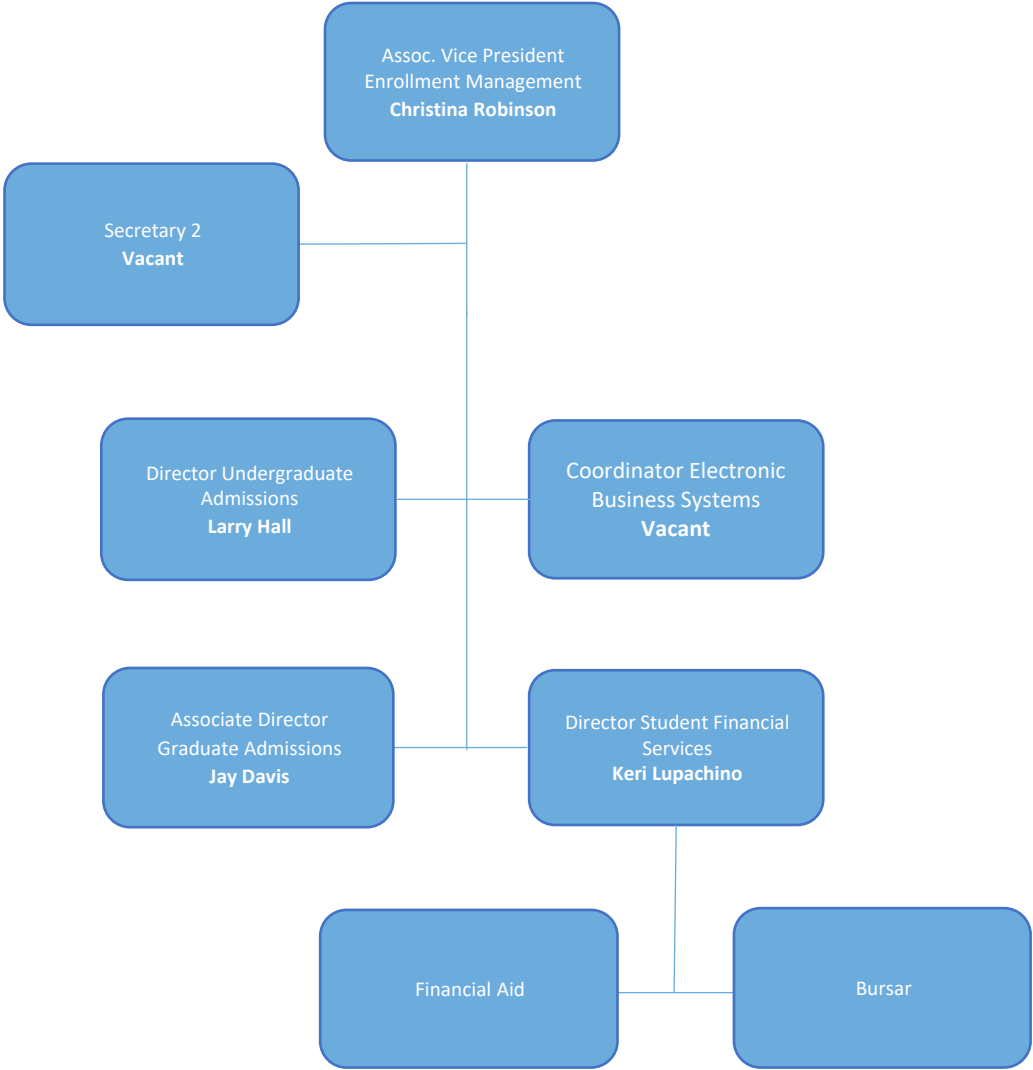 Assoc. Vice President
Enrollment Management
Christina Robinson
Secretary 2
Vacant
Director Undergraduate
Admissions
Larry Hall
Coordinator Electronic
Business Systems
Vacant
Associate Director
Graduate Admissions
Jay Davis
Director Student Financial
Services
Keri Lupachino
Financial Aid
Bursar